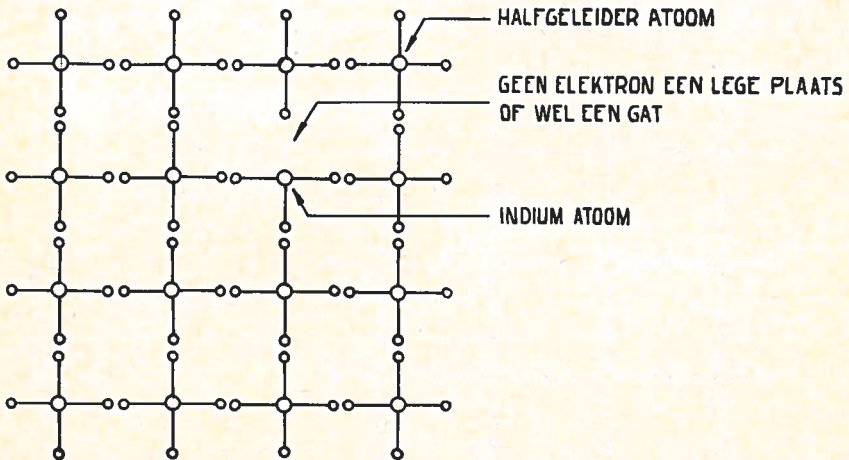 HALFGELEIDER ATOOM
GEEN ELEKTRON EEN LEGE PLAATS
OF WEL EEN GAT
INDIUM ATOOM